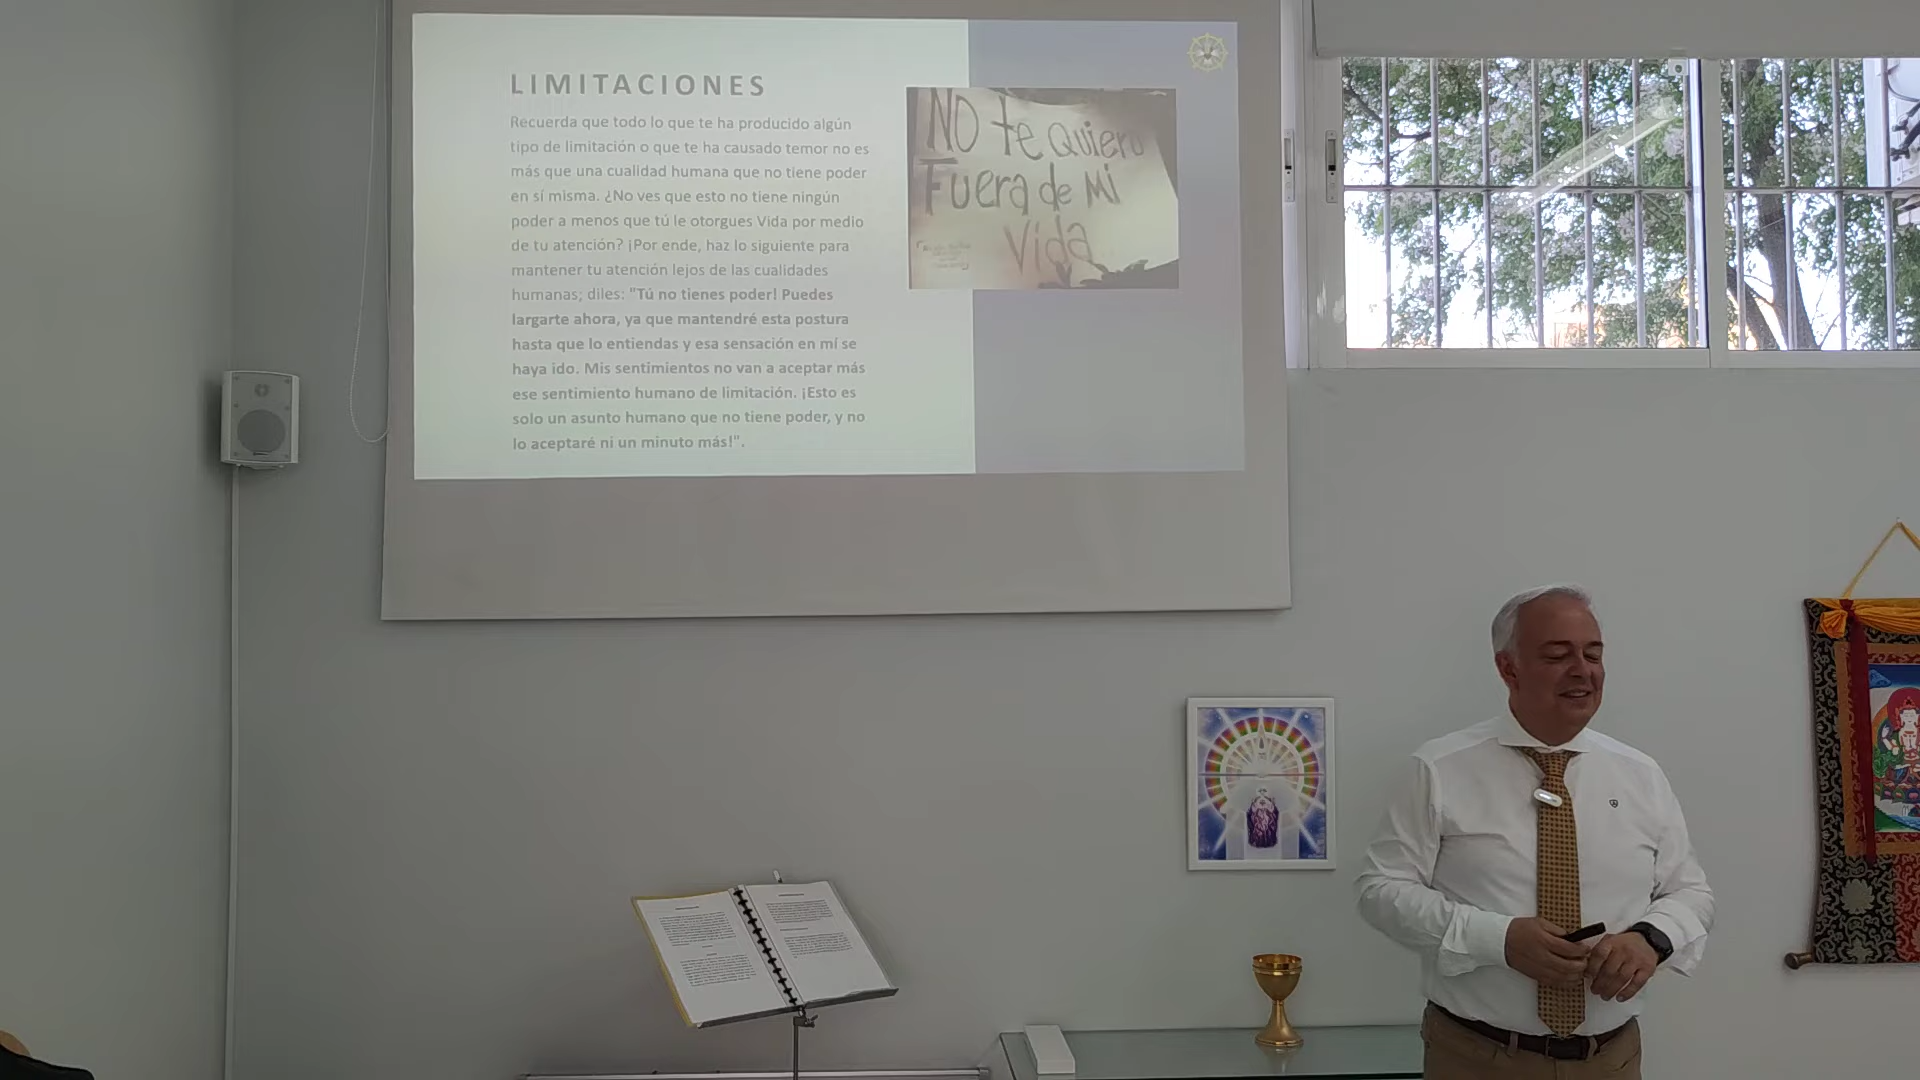 LIMITACIONES
Recuerda que todo lo que te ha producido algún
tipo de limitación o que te ha causado temor no es
más que una cualidad humana que no tiene poder
en sí misma. ¿No ves que esto no tiene ningún
poder a menos que tú le otorgues Vida por medio
de tu atención? ¡Por ende, haz lo siguiente para
mantener tu atención lejos de las cualidades
humanas; diles: "Tú no tienes poder! Puedes
largarte ahora, ya que mantendré esta postura
hasta que lo entiendas y esa sensación en mí se
haya ido. Mis sentimientos no van a aceptar más
ese sentimiento humano de limitación. ¡Esto es
solo un asunto humano que no tiene poder, y no
lo aceptaré ni un minuto más!".
NO te Quiero
Fuera de Mi
Vida